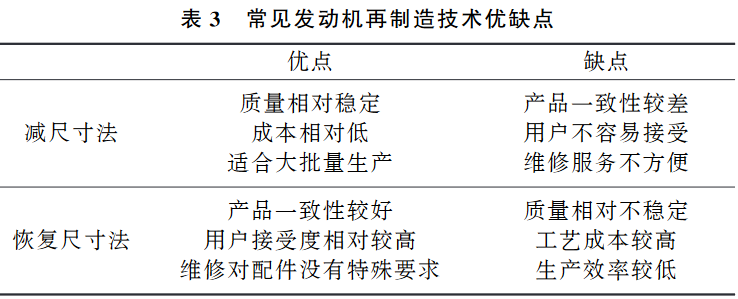 表 3 常见发动机再制造技术优缺点
优点 缺点
质量相对稳定 产品一致性较差
减尺寸法 成本相对低 用户不容易接受
适合大批量生产 维修服务不方便
产品一致性较好 质量相对不稳定
恢复尺寸法 用户接受度相对较高 工艺成本较高
维修对配件没有特殊要求 生产效率较低